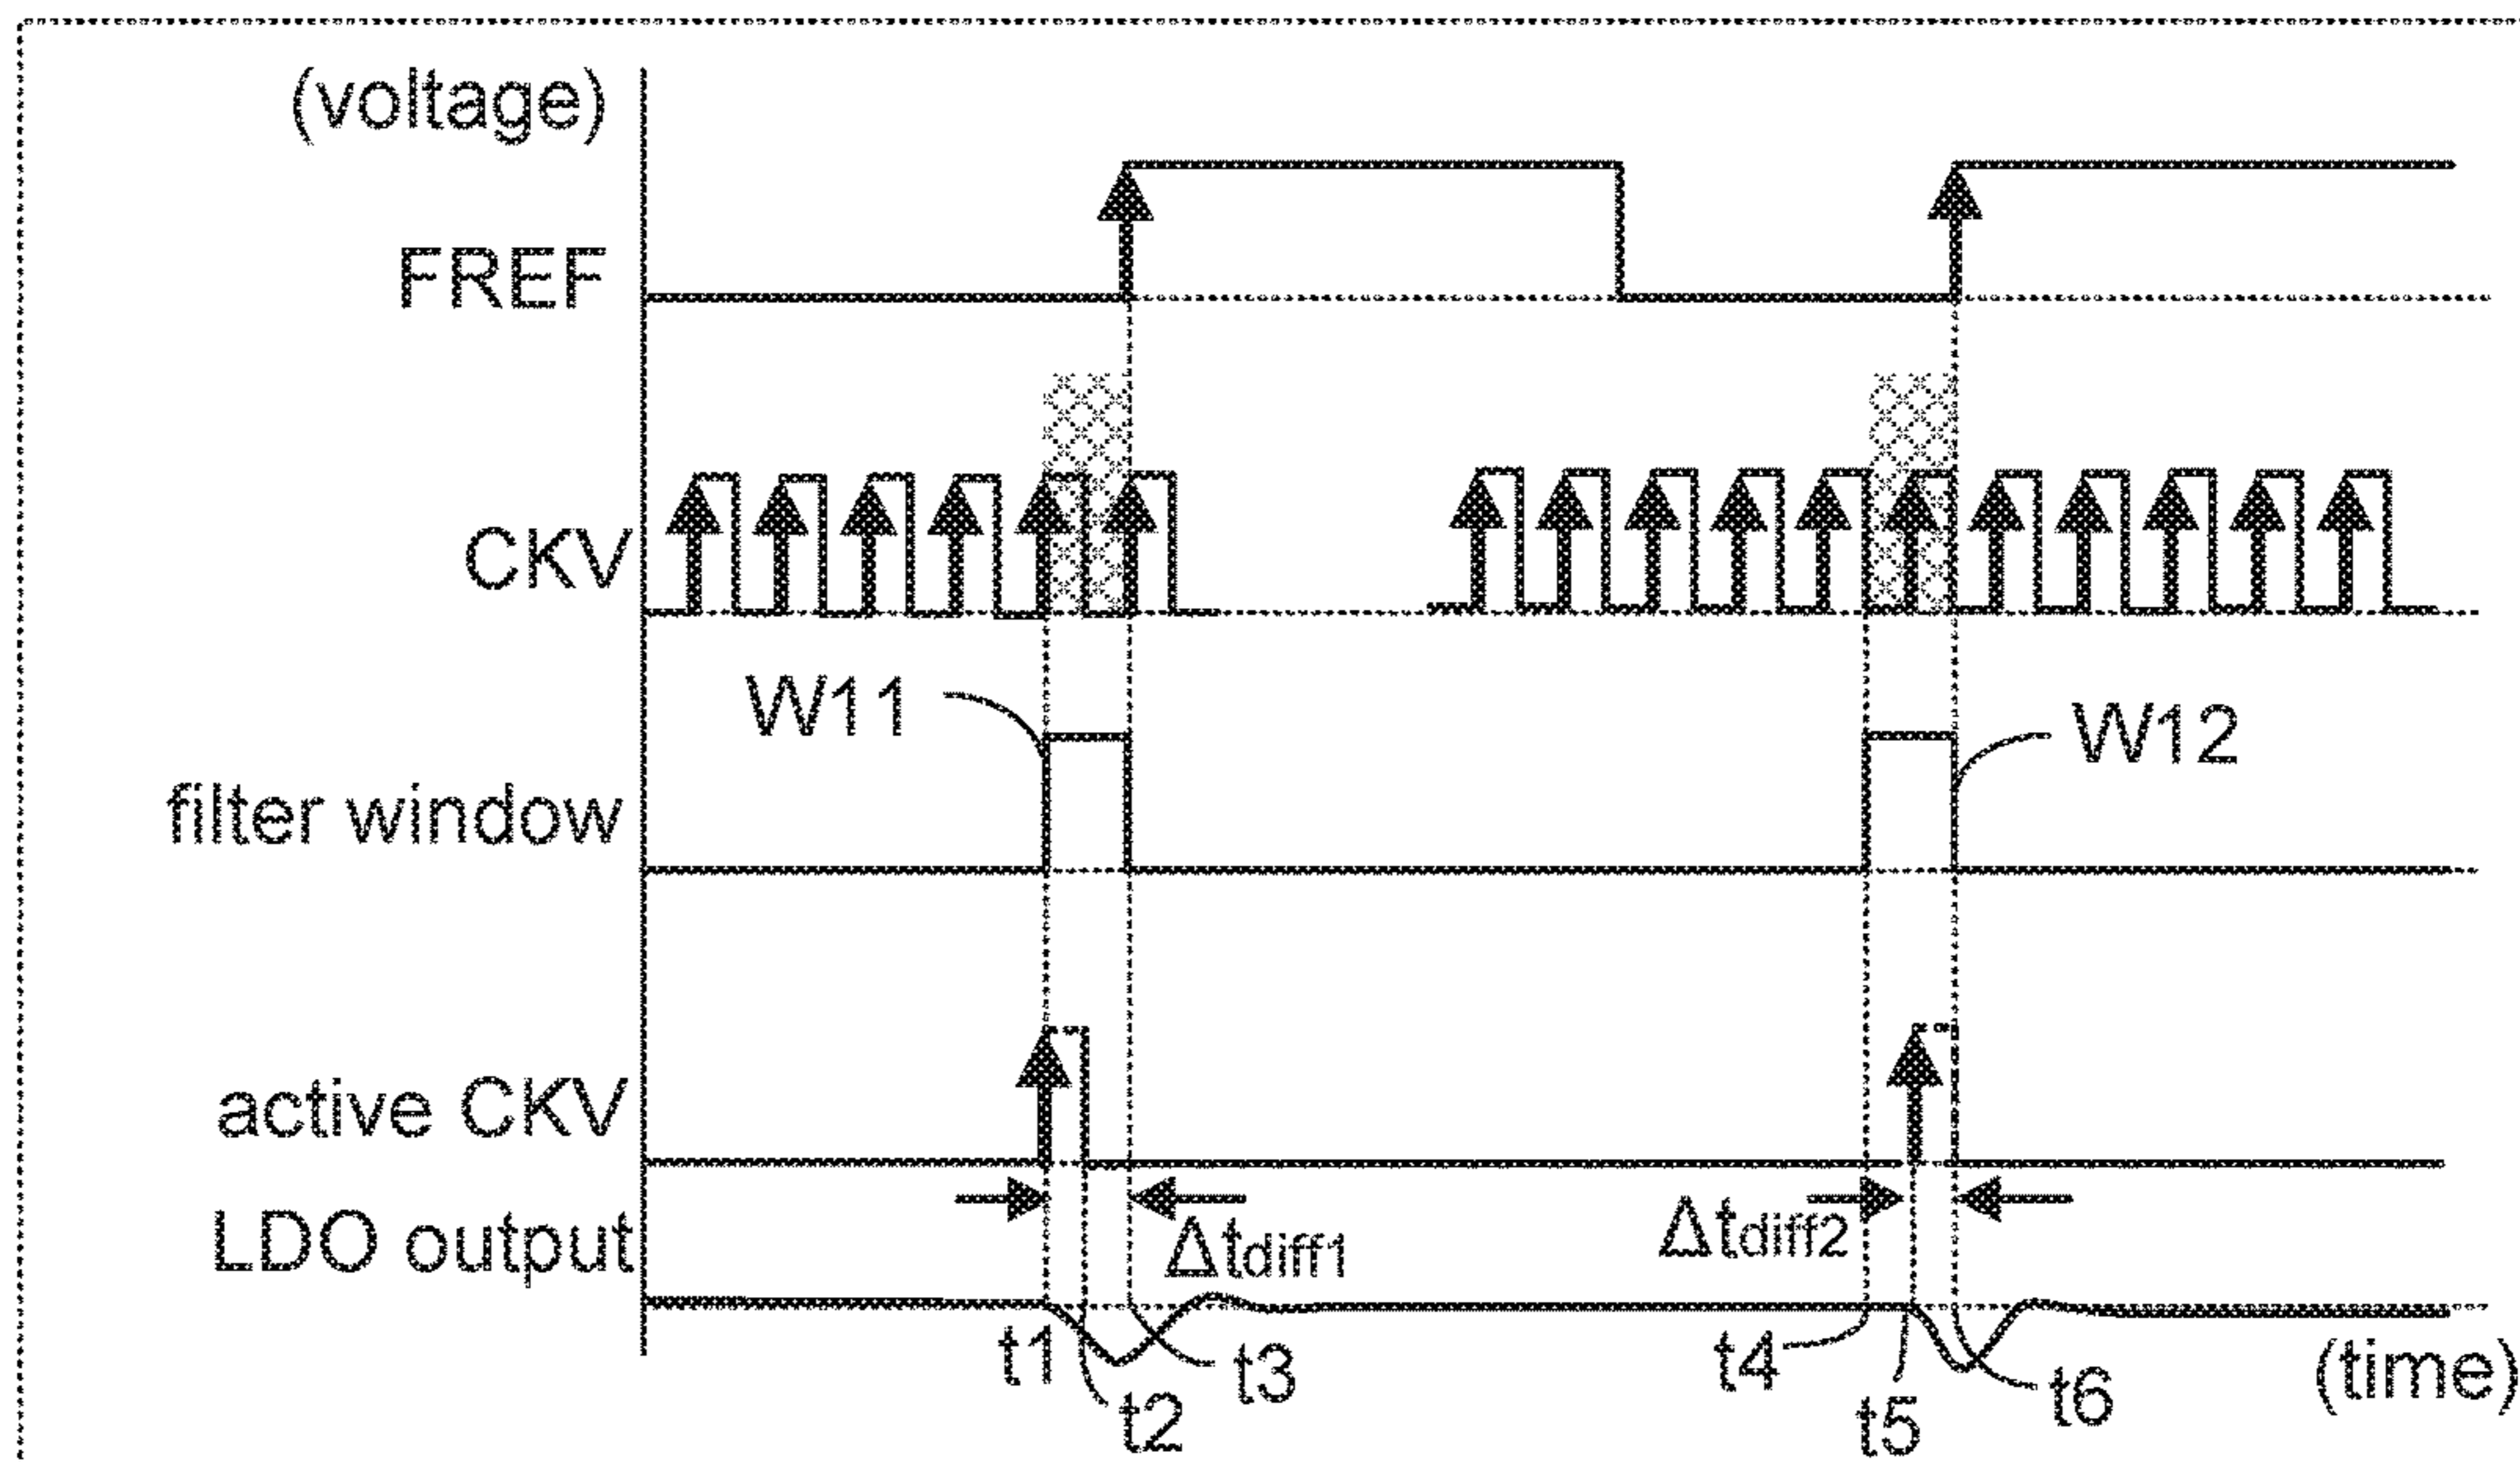 (voltage)
FREF
CKV
W11
W12
filter window
active CKV
LDO output
Δtdiff1
Δtdiff2
t1
t2
t3
t4
t5
t6
(time)